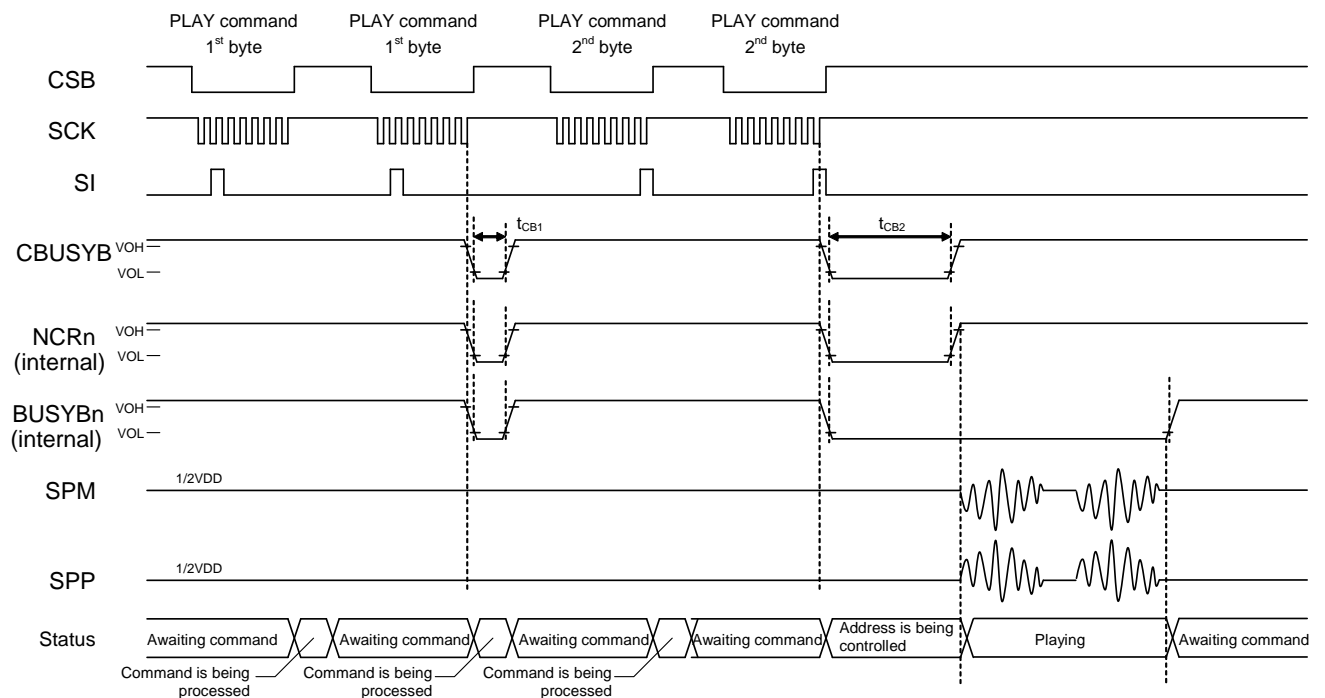 PLAY command
1st byte
PLAY command
1st byte
PLAY command
2nd byte
PLAY command
2nd byte
CSB
SCK
SI
tCB1
tCB2
CBUSYB
VOH
VOL
NCRn
(internal)
VOH
VOL
BUSYBn
(internal)
VOH
VOL
SPM
1/2VDD
SPP
1/2VDD
Status
Awaiting command
Awaiting command
Awaiting command
Awaiting command
Address is being
controlled
Playing
Awaiting command
Command is being
processed
Command is being
processed
Command is being
processed